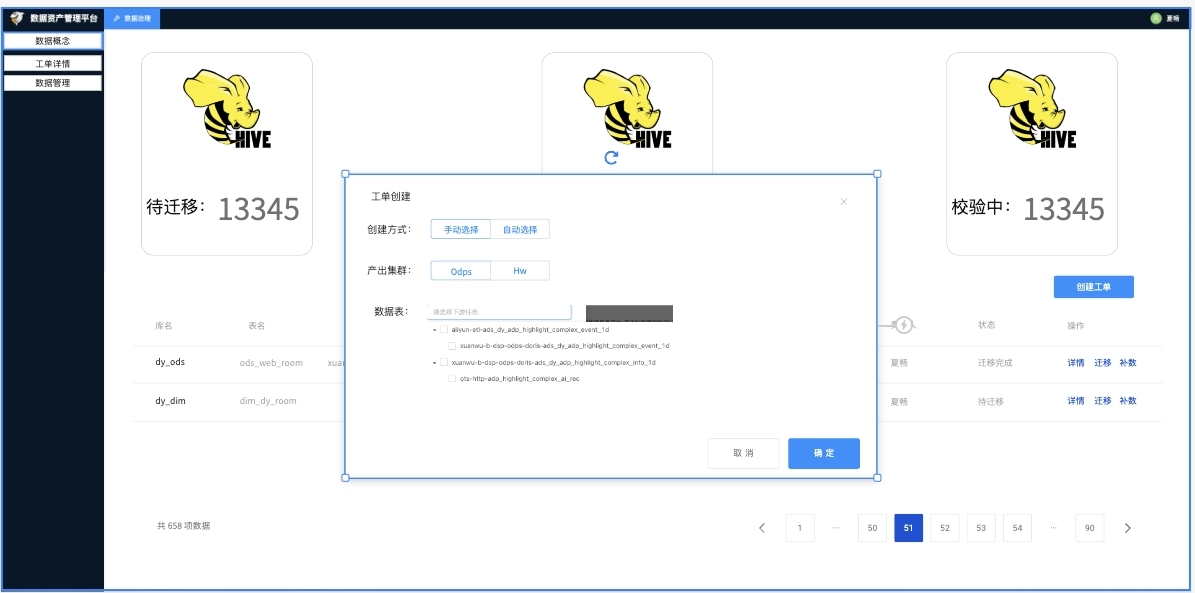 数据资产管理平台
数据治理
夏畅
数据概念
工单详情
数据管理
HIVE
HIVE
HIVE
待迁移： 13345
校验中： 13345
工单创建
创建方式： 手动选择 自动选择
产出集群： Odps Hw
数据表： 请选择下游任务
aliyun-etl-ads_dy_adp_highlight_complex_event_1d
xuanwu-b-dsp-odps-doris-ads_dy_adp_highlight_complex_event_1d
xuanwu-b-dsp-odps-doris-ads_dy_adp_highlight_complex_info_1d
ots-http-adp_highlight_complex_ai_rec
取 消 确 定
创建工单
库名 表名 状态 操作
dy_ods ods_web_room xuan 夏畅 迁移完成 详情 迁移 补数
dy_dim dim_dy_room 夏畅 待迁移 详情 迁移 补数
共 658 项数据
1 ··· 50 51 52 53 54 ··· 90